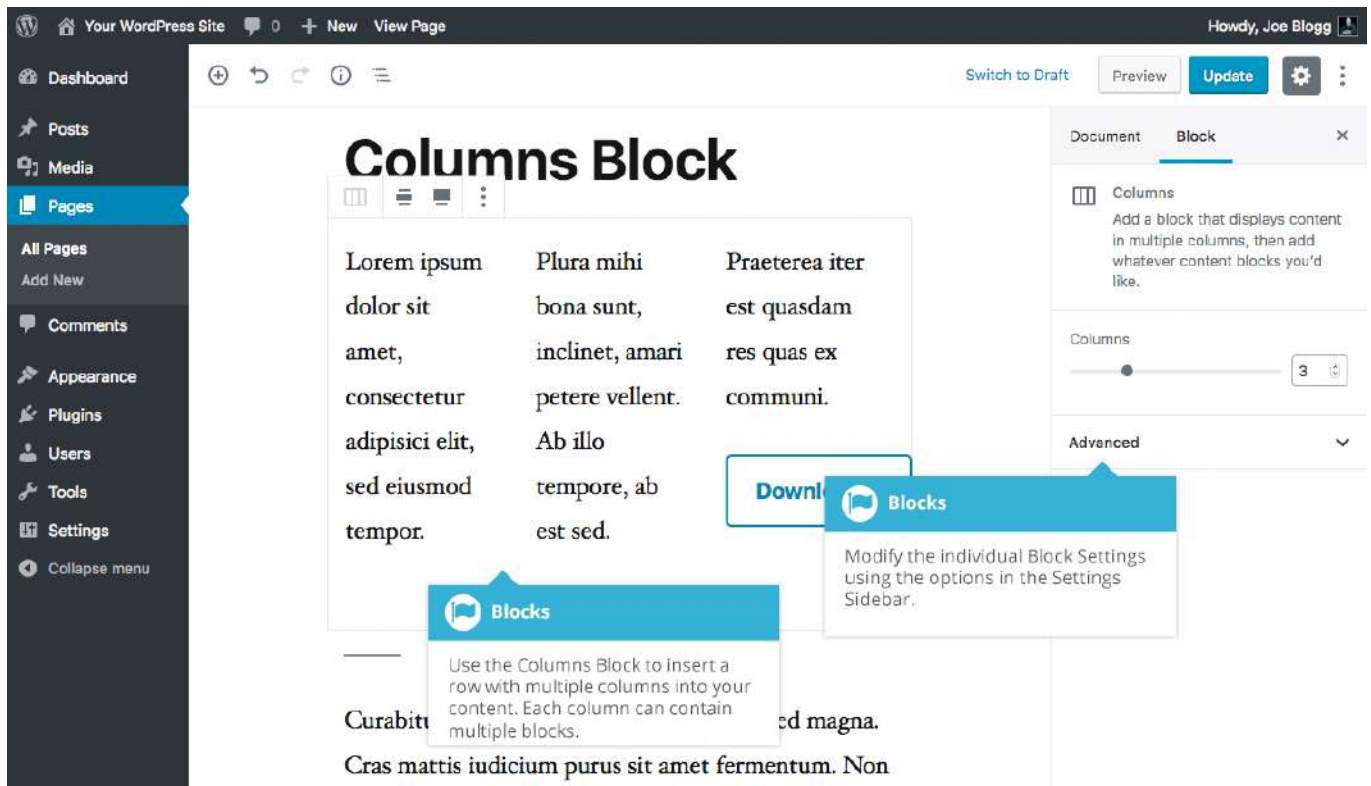 Your WordPress Site 0 New View Page Howdy, Joe Blogg
Dashboard
Posts
Media
Pages
All Pages
Add New
Comments
Appearance
Plugins
Users
Tools
Settings
Collapse menu
Switch to Draft Preview Update
Columns Block
Lorem ipsum
dolor sit
amet,
consectetur
adipisici elit,
sed eiusmod
tempor.
Plura mihi
bona sunt,
inclinet, amari
petere vellent.
Ab illo
tempore, ab
est sed.
Praeterea iter
est quasdam
res quas ex
communi.
Blocks
Use the Columns Block to insert a
row with multiple columns into your
content. Each column can contain
multiple blocks.
Blocks
Modify the individual Block Settings
using the options in the Settings
Sidebar.
magna.
Cras mattis iudicium purus sit amet fermentum. Non
Document Block
Columns
Add a block that displays content
in multiple columns, then add
whatever content blocks you'd
like.
Columns
3
Advanced